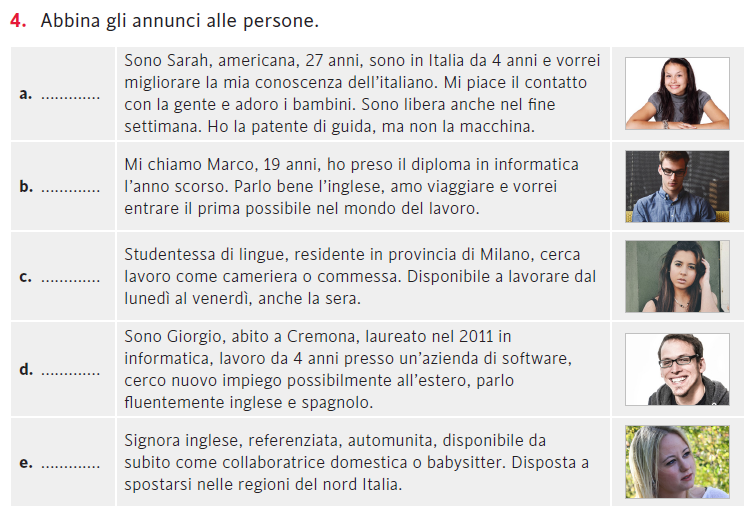 4. Abbina gli annunci alle persone.
a. .............
Sono Sarah, americana, 27 anni, sono in Italia da 4 anni e vorrei
migliorare la mia conoscenza dell’italiano. Mi piace il contatto
con la gente e adoro i bambini. Sono libera anche nel fine
settimana. Ho la patente di guida, ma non la macchina.
b. .............
Mi chiamo Marco, 19 anni, ho preso il diploma in informatica
l’anno scorso. Parlo bene l’inglese, amo viaggiare e vorrei
entrare il prima possibile nel mondo del lavoro.
c. .............
Studentessa di lingue, residente in provincia di Milano, cerca
lavoro come cameriera o commessa. Disponibile a lavorare dal
lunedì al venerdì, anche la sera.
d. .............
Sono Giorgio, abito a Cremona, laureato nel 2011 in
informatica, lavoro da 4 anni presso un’azienda di software,
cerco nuovo impiego possibilmente all’estero, parlo
fluentemente inglese e spagnolo.
e. .............
Signora inglese, referenziata, automunita, disponibile da
subito come collaboratrice domestica o babysitter. Disposta a
spostarsi nelle regioni del nord Italia.